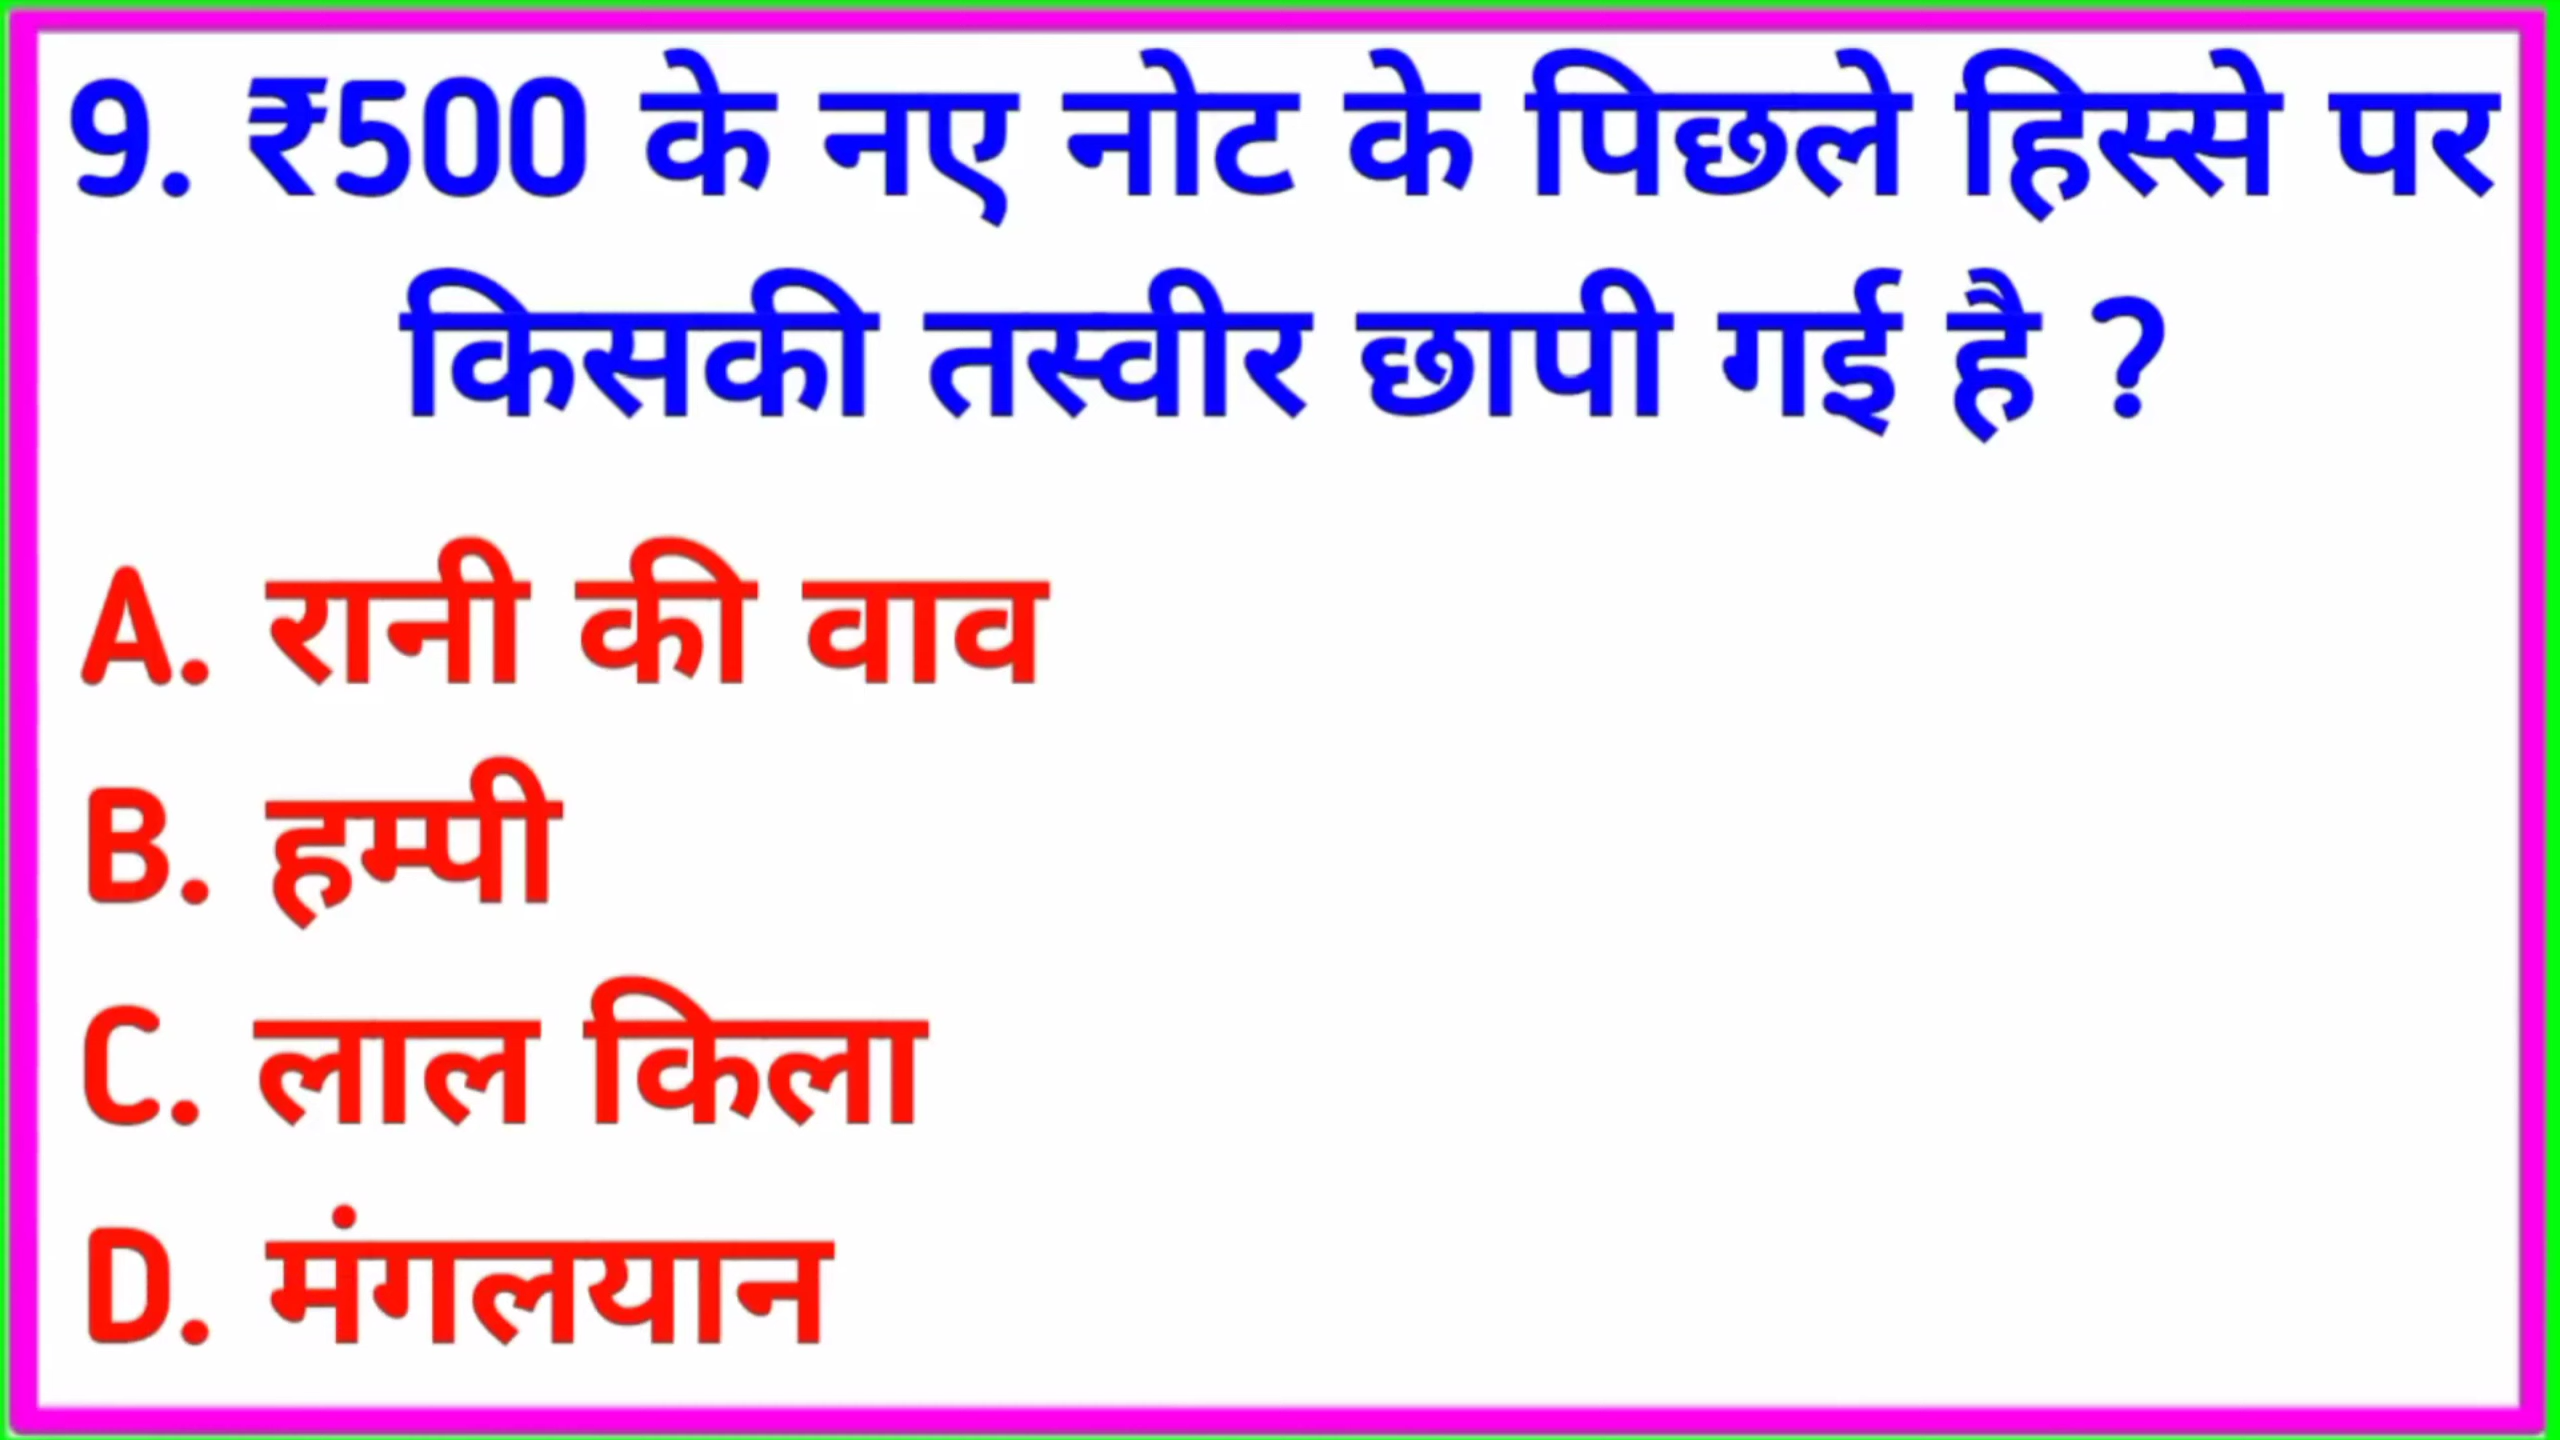 9. ₹500 के नए नोट के पिछले हिस्से पर
किसकी तस्वीर छापी गई है ?
A. रानी की वाव
B. हम्पी
C. लाल किला
D. मंगलयान